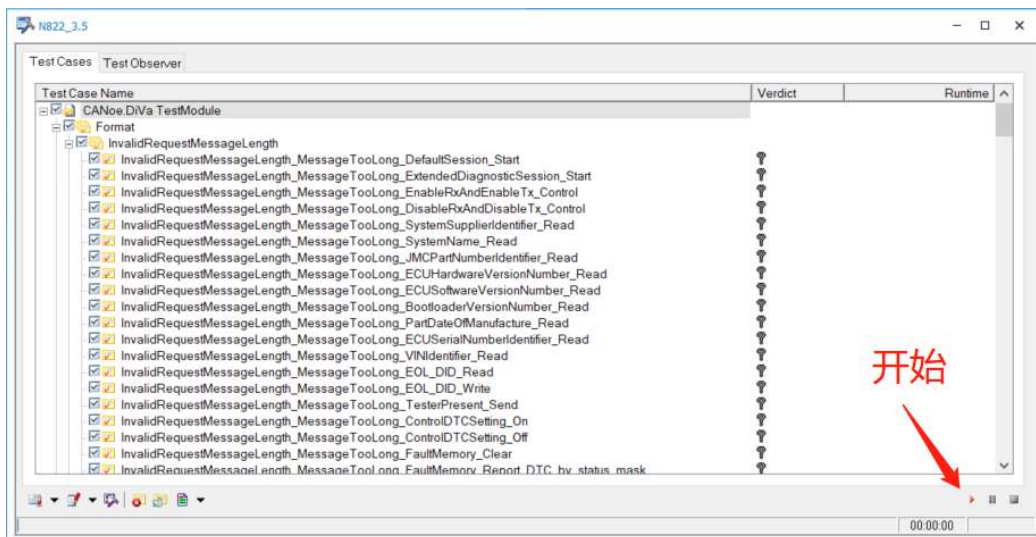 N822_3.5
Test Cases Test Observer
Test Case Name Verdict Runtime
CANoe.DiVa TestModule
Format
InvalidRequestMessageLength
InvalidRequestMessageLength_MessageTooLong_DefaultSession_Start
InvalidRequestMessageLength_MessageTooLong_ExtendedDiagnosticSession_Start
InvalidRequestMessageLength_MessageTooLong_EnableRxAndEnableTx_Control
InvalidRequestMessageLength_MessageTooLong_DisableRxAndDisableTx_Control
InvalidRequestMessageLength_MessageTooLong_SystemSupplierIdentifier_Read
InvalidRequestMessageLength_MessageTooLong_SystemName_Read
InvalidRequestMessageLength_MessageTooLong_JMCPartNumberIdentifier_Read
InvalidRequestMessageLength_MessageTooLong_ECUHardwareVersionNumber_Read
InvalidRequestMessageLength_MessageTooLong_ECUSoftwareVersionNumber_Read
InvalidRequestMessageLength_MessageTooLong_BootloaderVersionNumber_Read
InvalidRequestMessageLength_MessageTooLong_PartDateOfManufacture_Read
InvalidRequestMessageLength_MessageTooLong_ECUSerialNumberIdentifier_Read
InvalidRequestMessageLength_MessageTooLong_VINIdentifier_Read
InvalidRequestMessageLength_MessageTooLong_EOL_DID_Read
InvalidRequestMessageLength_MessageTooLong_EOL_DID_Write
InvalidRequestMessageLength_MessageTooLong_TesterPresent_Send
InvalidRequestMessageLength_MessageTooLong_ControlDTCSetting_On
InvalidRequestMessageLength_MessageTooLong_ControlDTCSetting_Off
InvalidRequestMessageLength_MessageTooLong_FaultMemory_Clear
InvalidRequestMessageLength_MessageTooLong_FaultMemory_Report_DTC_by_status_mask
开始
00:00:00